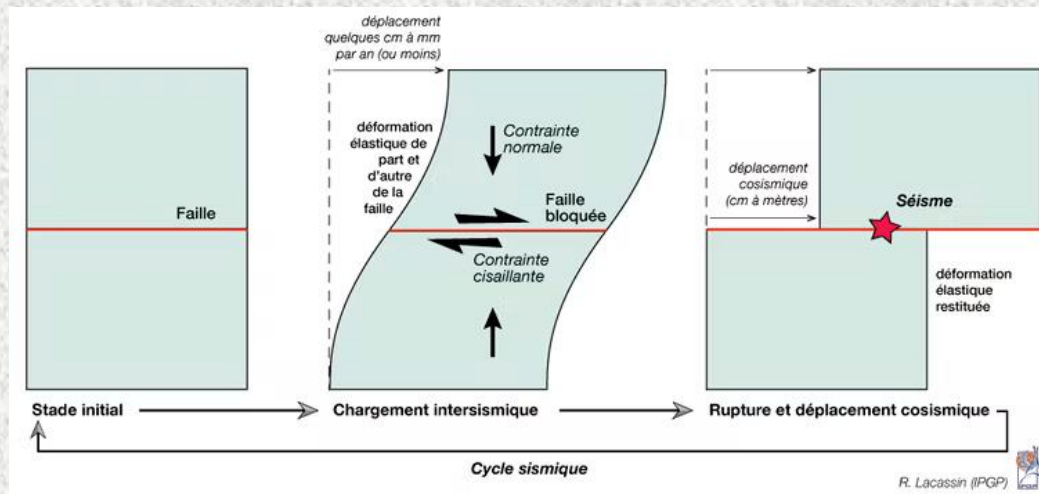 déplacement
quelques cm à mm
par an (ou moins)
Faille
déformation
élastique de
part et
d'autre
de la
faille
Contrainte
normale
Faille
bloquée
Contrainte
cisaillante
déplacement
cosismique
(cm à mètres)
Séisme
déformation
élastique
restituée
Stade initial
Chargement intersismique
Rupture et déplacement cosismique
Cycle sismique
R. Lacassin (IPGP)